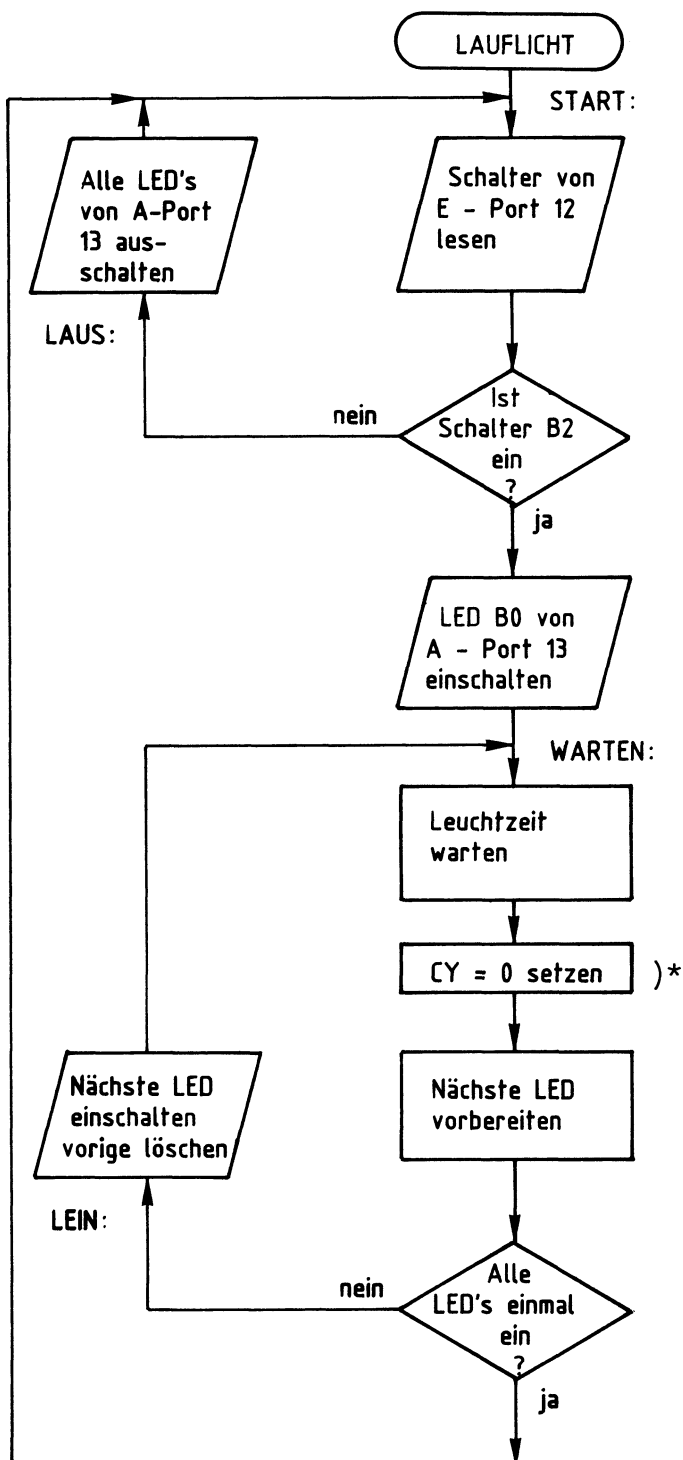 LAUFLICHT
START:
Schalter von
E - Port 12
lesen
Alle LED's
von A-Port
13 aus-
schalten
LAUS:
Ist
Schalter B2
ein
?
nein
ja
LED B0 von
A - Port 13
einschalten
WARTEN:
Leuchtzeit
warten
CY = 0 setzen )*
Nächste LED
vorbereiten
Nächste LED
einschalten
vorige löschen
LEIN:
Alle
LED's einmal
ein
?
nein
ja